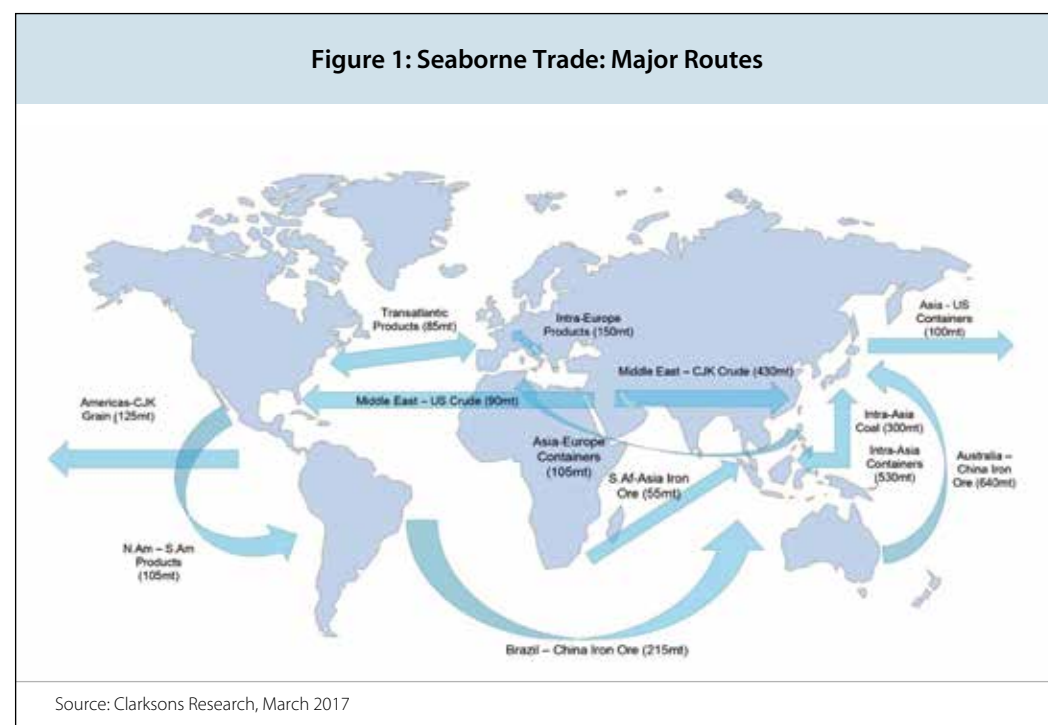 Figure 1: Seaborne Trade: Major Routes
Transatlantic
Products (85mt)
Intra-Europe
Products (150mt)
Asia - US
Containers
(100mt)
Middle East – CJK Crude (430mt)
Americas-CJK
Grain (125mt)
Middle East – US Crude (90mt)
Intra-Asia
Coal (300mt)
Asia-Europe
Containers
(105mt)
Intra-Asia
Containers
(530mt)
Australia –
China Iron
Ore (640mt)
S.Af-Asia Iron
Ore (55mt)
N.Am – S.Am
Products
(105mt)
Brazil – China Iron Ore (215mt)
Source: Clarksons Research, March 2017